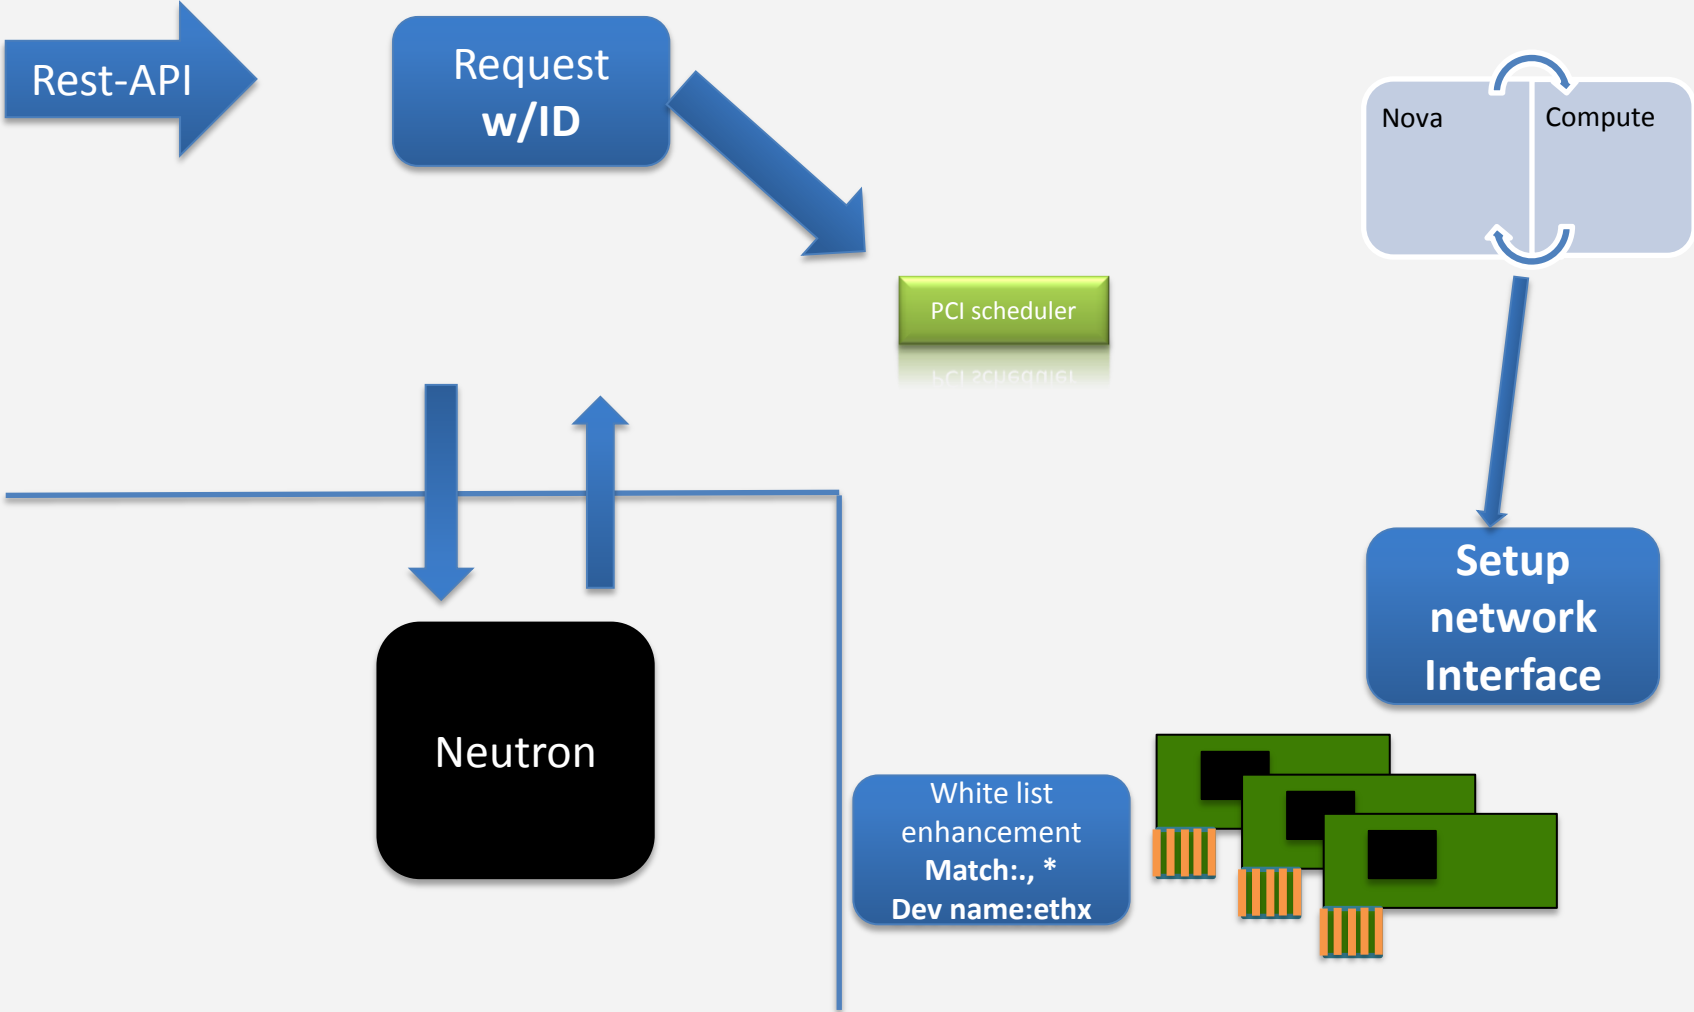 Rest-API
Request
w/ID
Nova
Compute
PCI scheduler
Setup
network
Interface
Neutron
White list
enhancement
Match:., *
Dev name:ethx